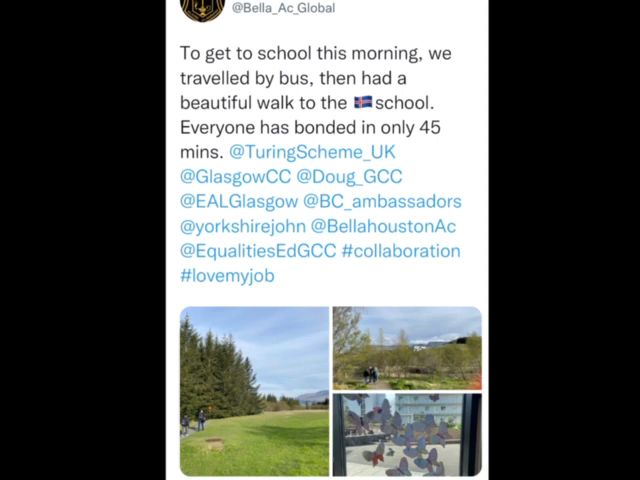 @Bella_Ac_Global
To get to school this morning, we
travelled by bus, then had a
beautiful walk to the 🇮🇸 school.
Everyone has bonded in only 45
mins. @TuringScheme_UK
@GlasgowCC @Doug_GCC
@EALGlasgow @BC_ambassadors
@yorkshirejohn @BellahoustonAc
@EqualitiesEdGCC #collaboration
#lovemyjob